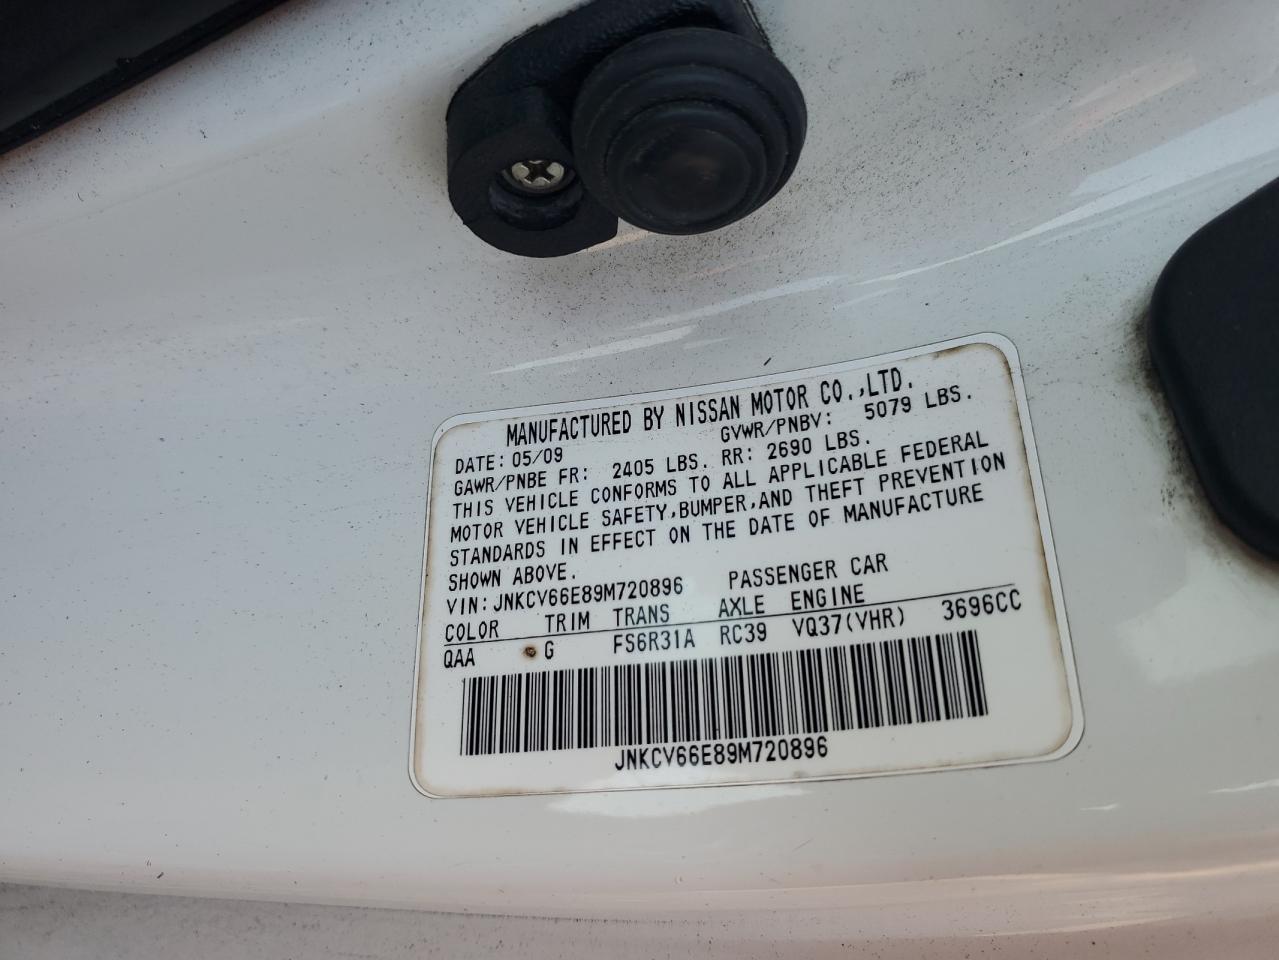 MANUFACTURED BY NISSAN MOTOR CO.,LTD.
DATE: 05/09 GVWR/PNBV: 5079 LBS.
GAWR/PNBE FR: 2405 LBS. RR: 2690 LBS.
THIS VEHICLE CONFORMS TO ALL APPLICABLE FEDERAL
MOTOR VEHICLE SAFETY,BUMPER,AND THEFT PREVENTION
STANDARDS IN EFFECT ON THE DATE OF MANUFACTURE
SHOWN ABOVE.
VIN: JNKCV66E89M720896 PASSENGER CAR
COLOR TRIM TRANS AXLE ENGINE
QAA G FS6R31A RC39 VQ37(VHR) 3696CC
JNKCV66E89M720896